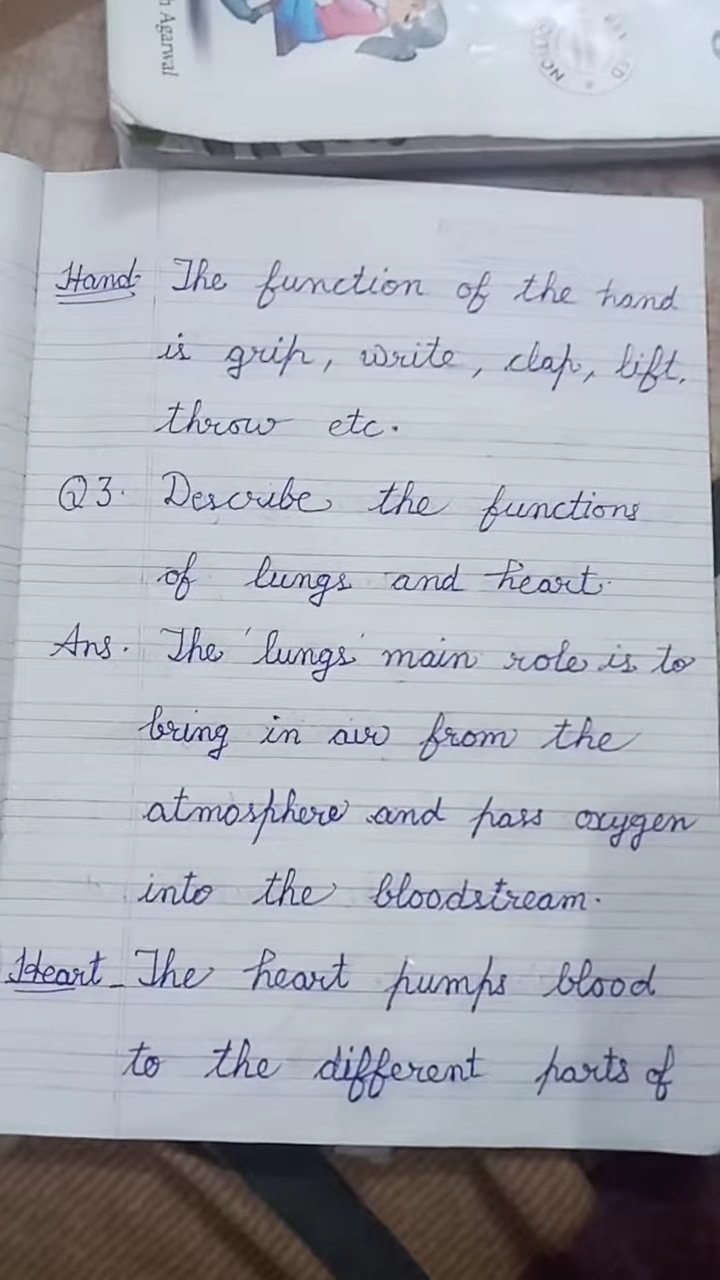 h Agarwal
Hand- The function of the hand
is grip, write, clap, lift,
throw etc.
Q3. Describe the functions
of lungs and heart.
Ans. The 'lungs' main role is to
bring in air from the
atmosphere and pass oxygen
into the bloodstream.
Heart - The heart pumps blood
to the different parts of